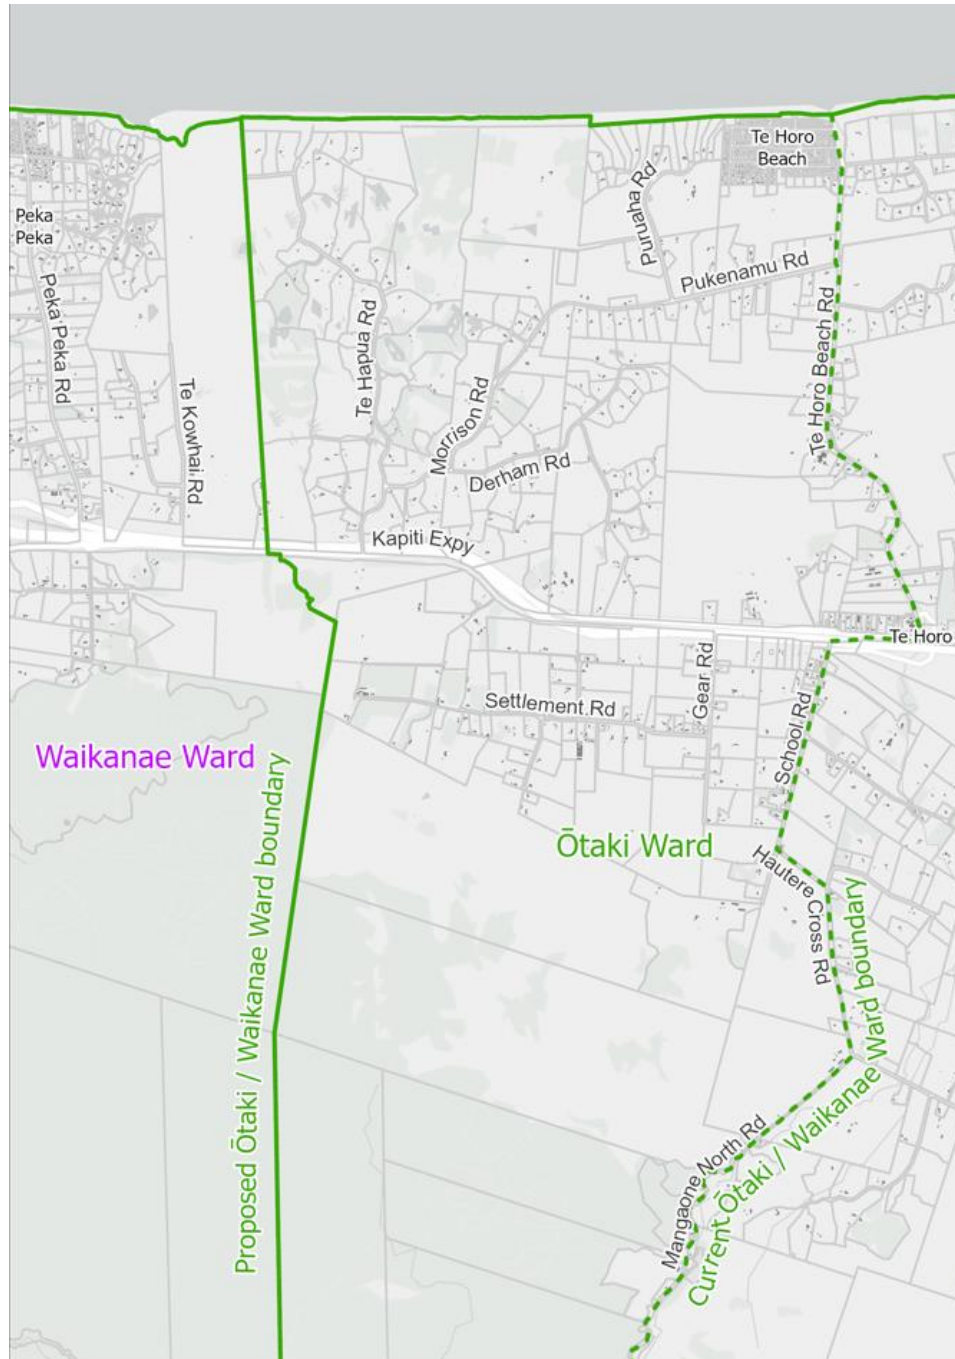 Te Horo
Beach
Peka
Peka
Puruaha Rd
Pukenamu Rd
Peka Peka Rd
Te Hapua Rd
Te Horo Beach Rd
Te Kowhai Rd
Morrison Rd
Derham Rd
Kapiti Expy
Te Horo
Gear Rd
Settlement Rd
School Rd
Waikanae Ward
Ōtaki Ward
Hautere Cross Rd
Proposed Ōtaki / Waikanae Ward boundary
Current Ōtaki / Waikanae Ward boundary
Mangaone North Rd